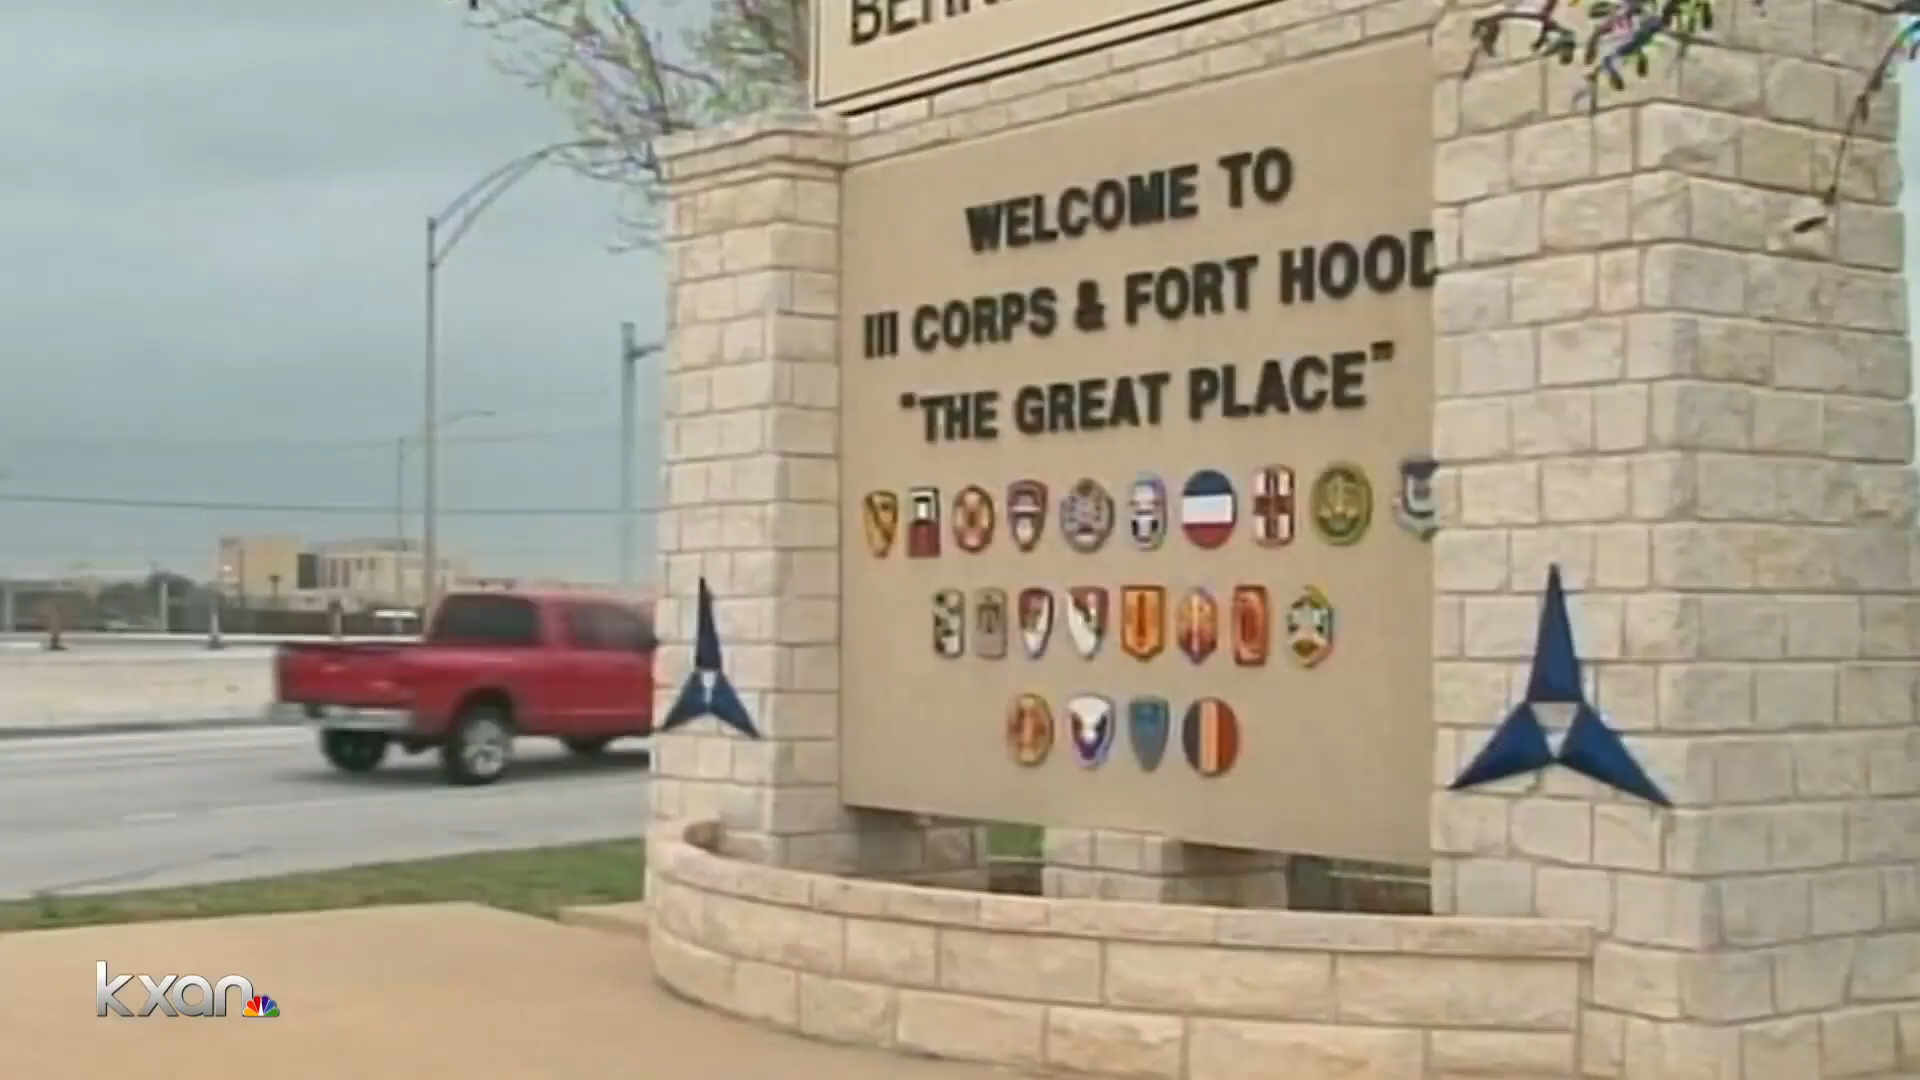 WELCOME TO
III CORPS & FORT HOOD
"THE GREAT PLACE"
kxan